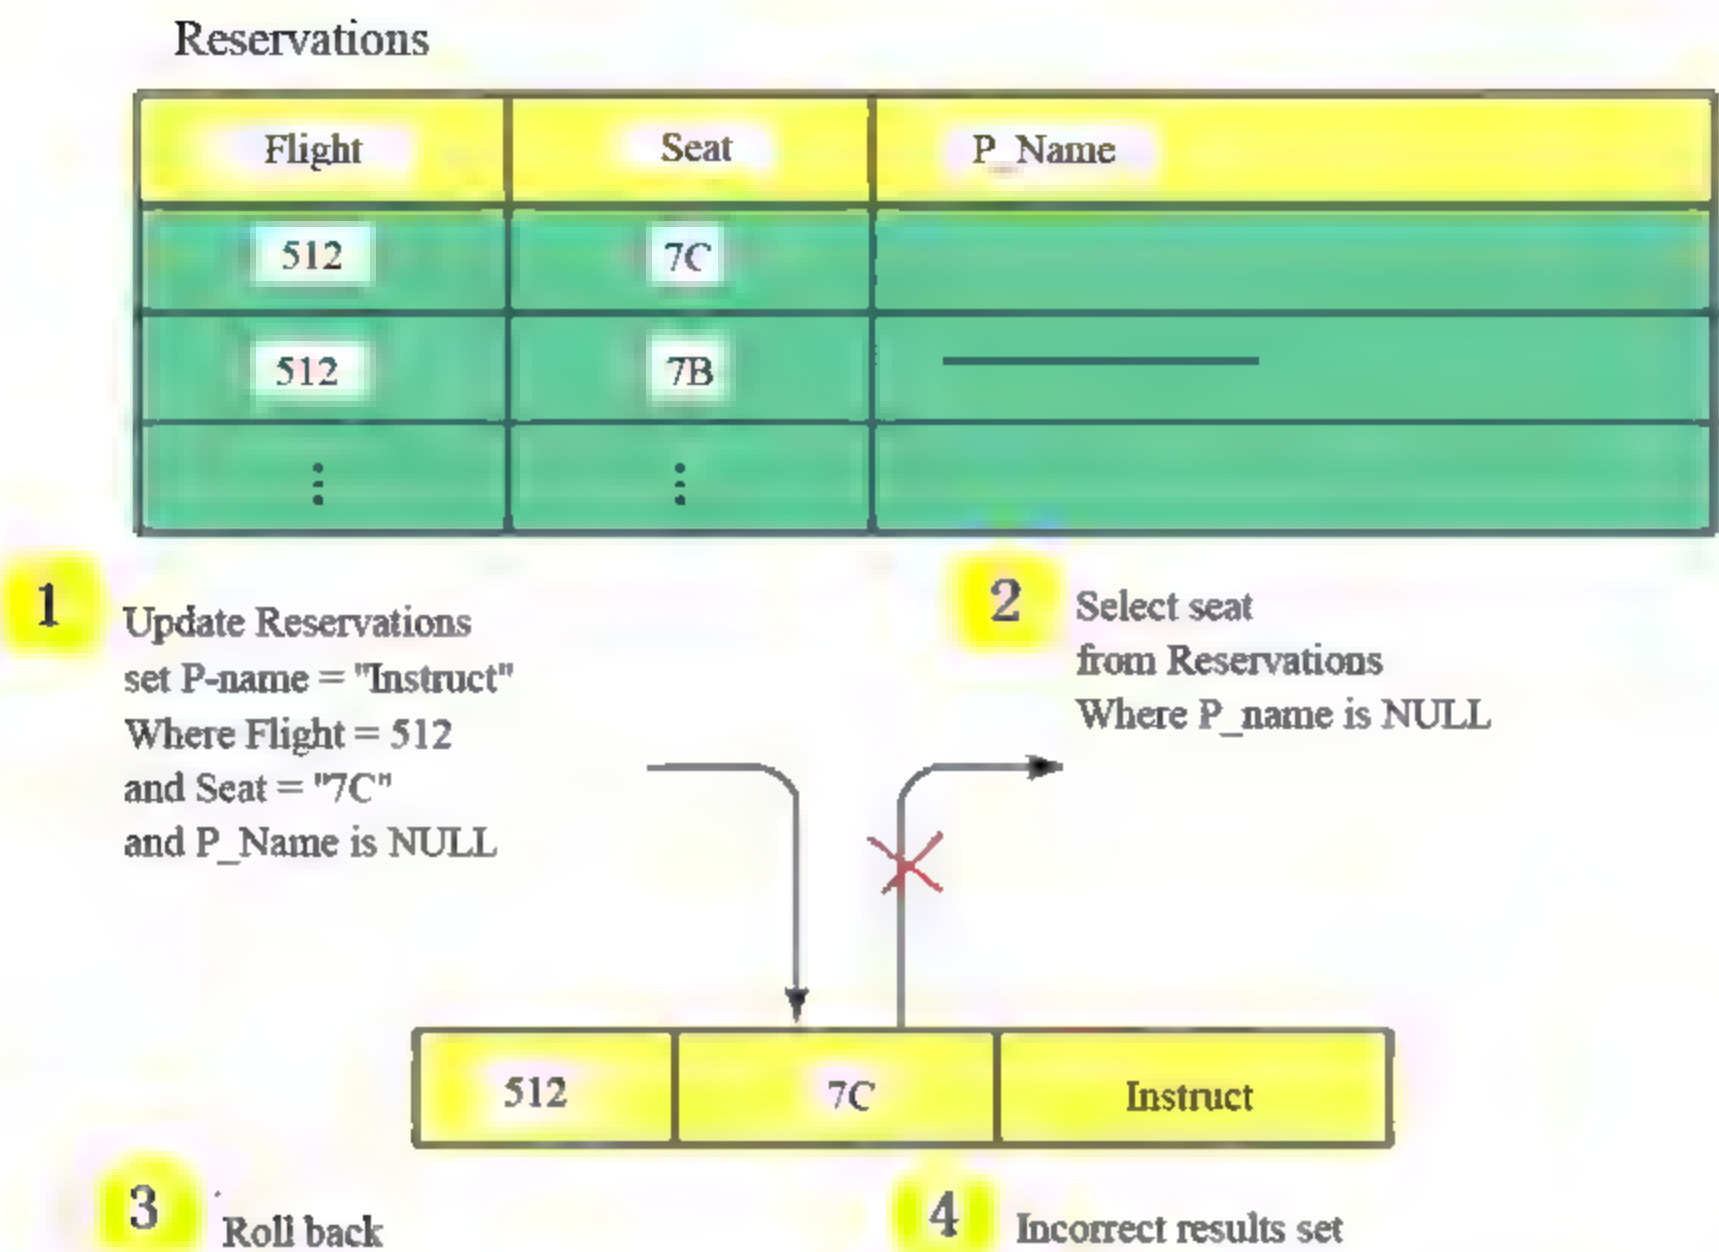 Reservations
Flight Seat P_Name
512 7C
512 7B
1
Update Reservations
set P-name = "Instruct"
Where Flight = 512
and Seat = "7C"
and P_Name is NULL
2
Select seat
from Reservations
Where P_name is NULL
512 7C Instruct
3 Roll back
4 Incorrect results set